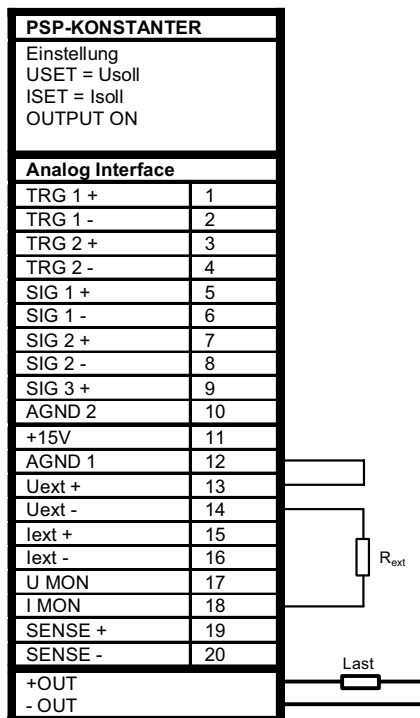 PSP-KONSTANTER
Einstellung
USET = Usoll
ISET = Isoll
OUTPUT ON
Analog Interface
TRG 1 + 1
TRG 1 - 2
TRG 2 + 3
TRG 2 - 4
SIG 1 + 5
SIG 1 - 6
SIG 2 + 7
SIG 2 - 8
SIG 3 + 9
AGND 2 10
+15V 11
AGND 1 12
Uext + 13
Uext - 14
Iext + 15
Iext - 16
U MON 17
I MON 18
SENSE + 19
SENSE - 20
+OUT
- OUT
Rext
Last